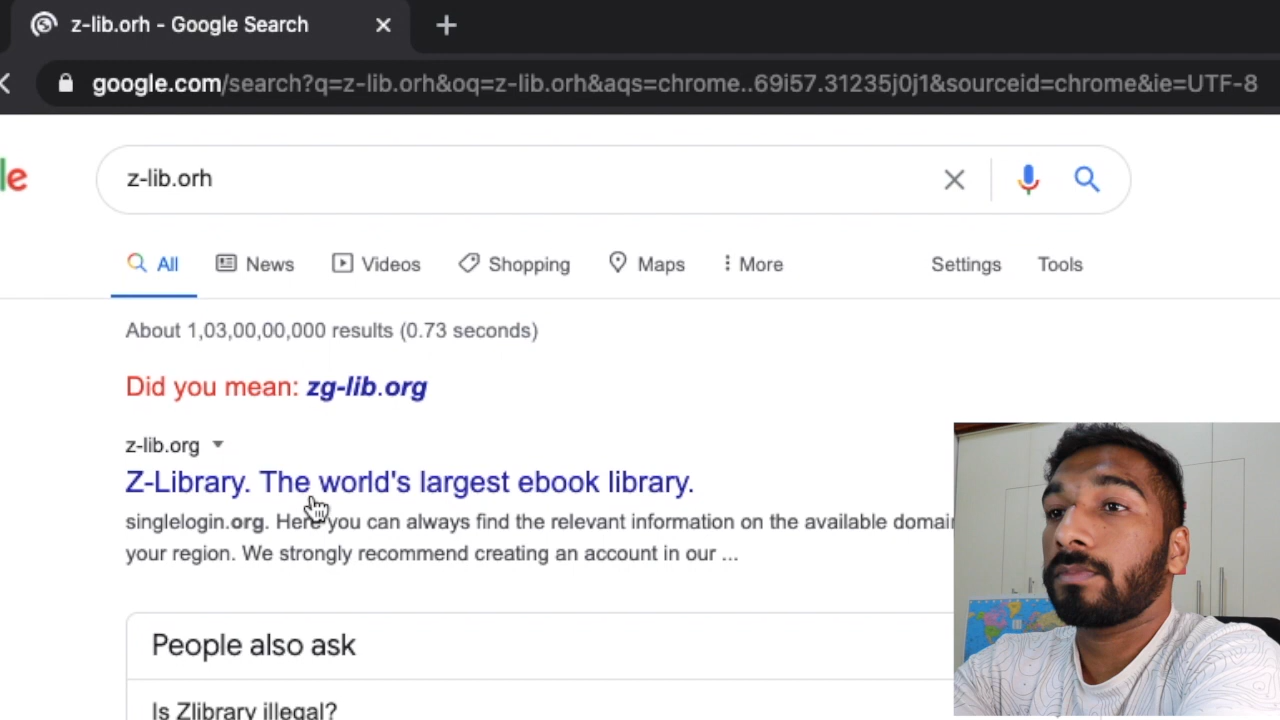 z-lib.orh - Google Search
google.com/search?q=z-lib.orh&oq=z-lib.orh&aqs=chrome..69i57.31235j0j1&sourceid=chrome&ie=UTF-8
le
z-lib.orh
All News Videos Shopping Maps More Settings Tools
About 1,03,00,00,000 results (0.73 seconds)
Did you mean: zg-lib.org
z-lib.org
Z-Library. The world's largest ebook library.
singlelogin.org. Here you can always find the relevant information on the available domain
your region. We strongly recommend creating an account in our ...
People also ask
Is Zlibrary illegal?